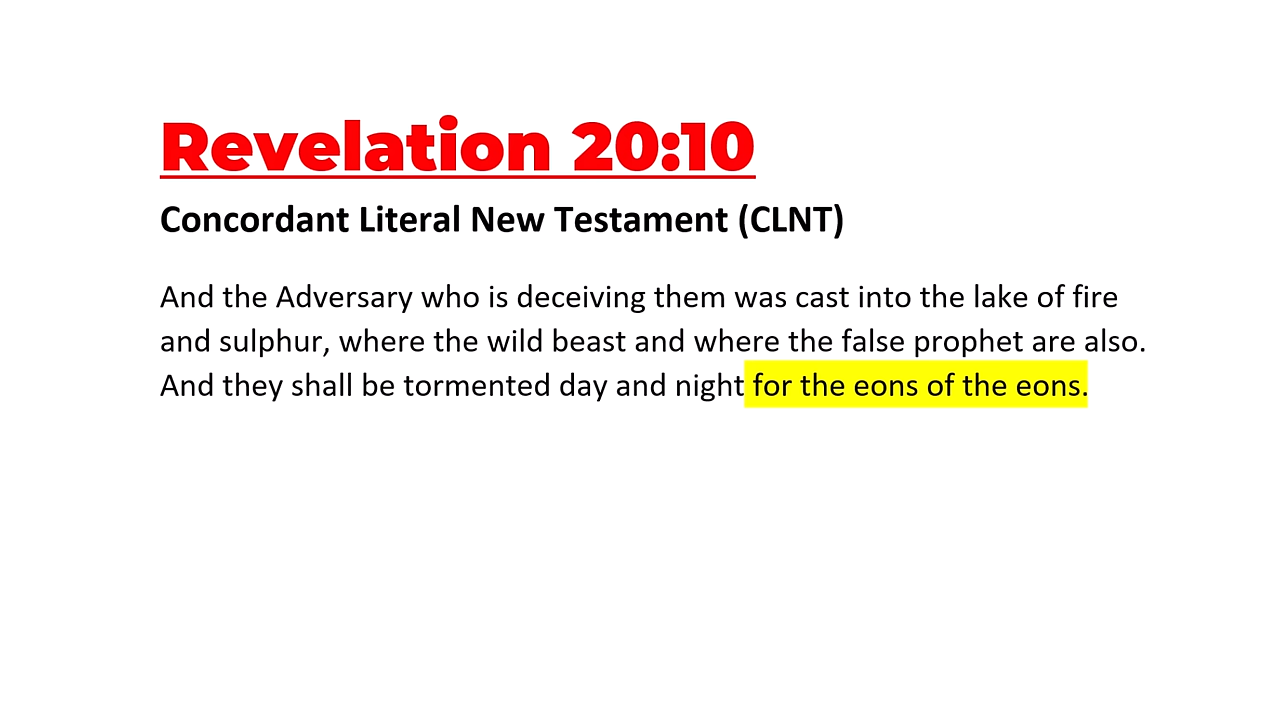 Revelation 20:10
Concordant Literal New Testament (CLNT)
And the Adversary who is deceiving them was cast into the lake of fire
and sulphur, where the wild beast and where the false prophet are also.
And they shall be tormented day and night for the eons of the eons.